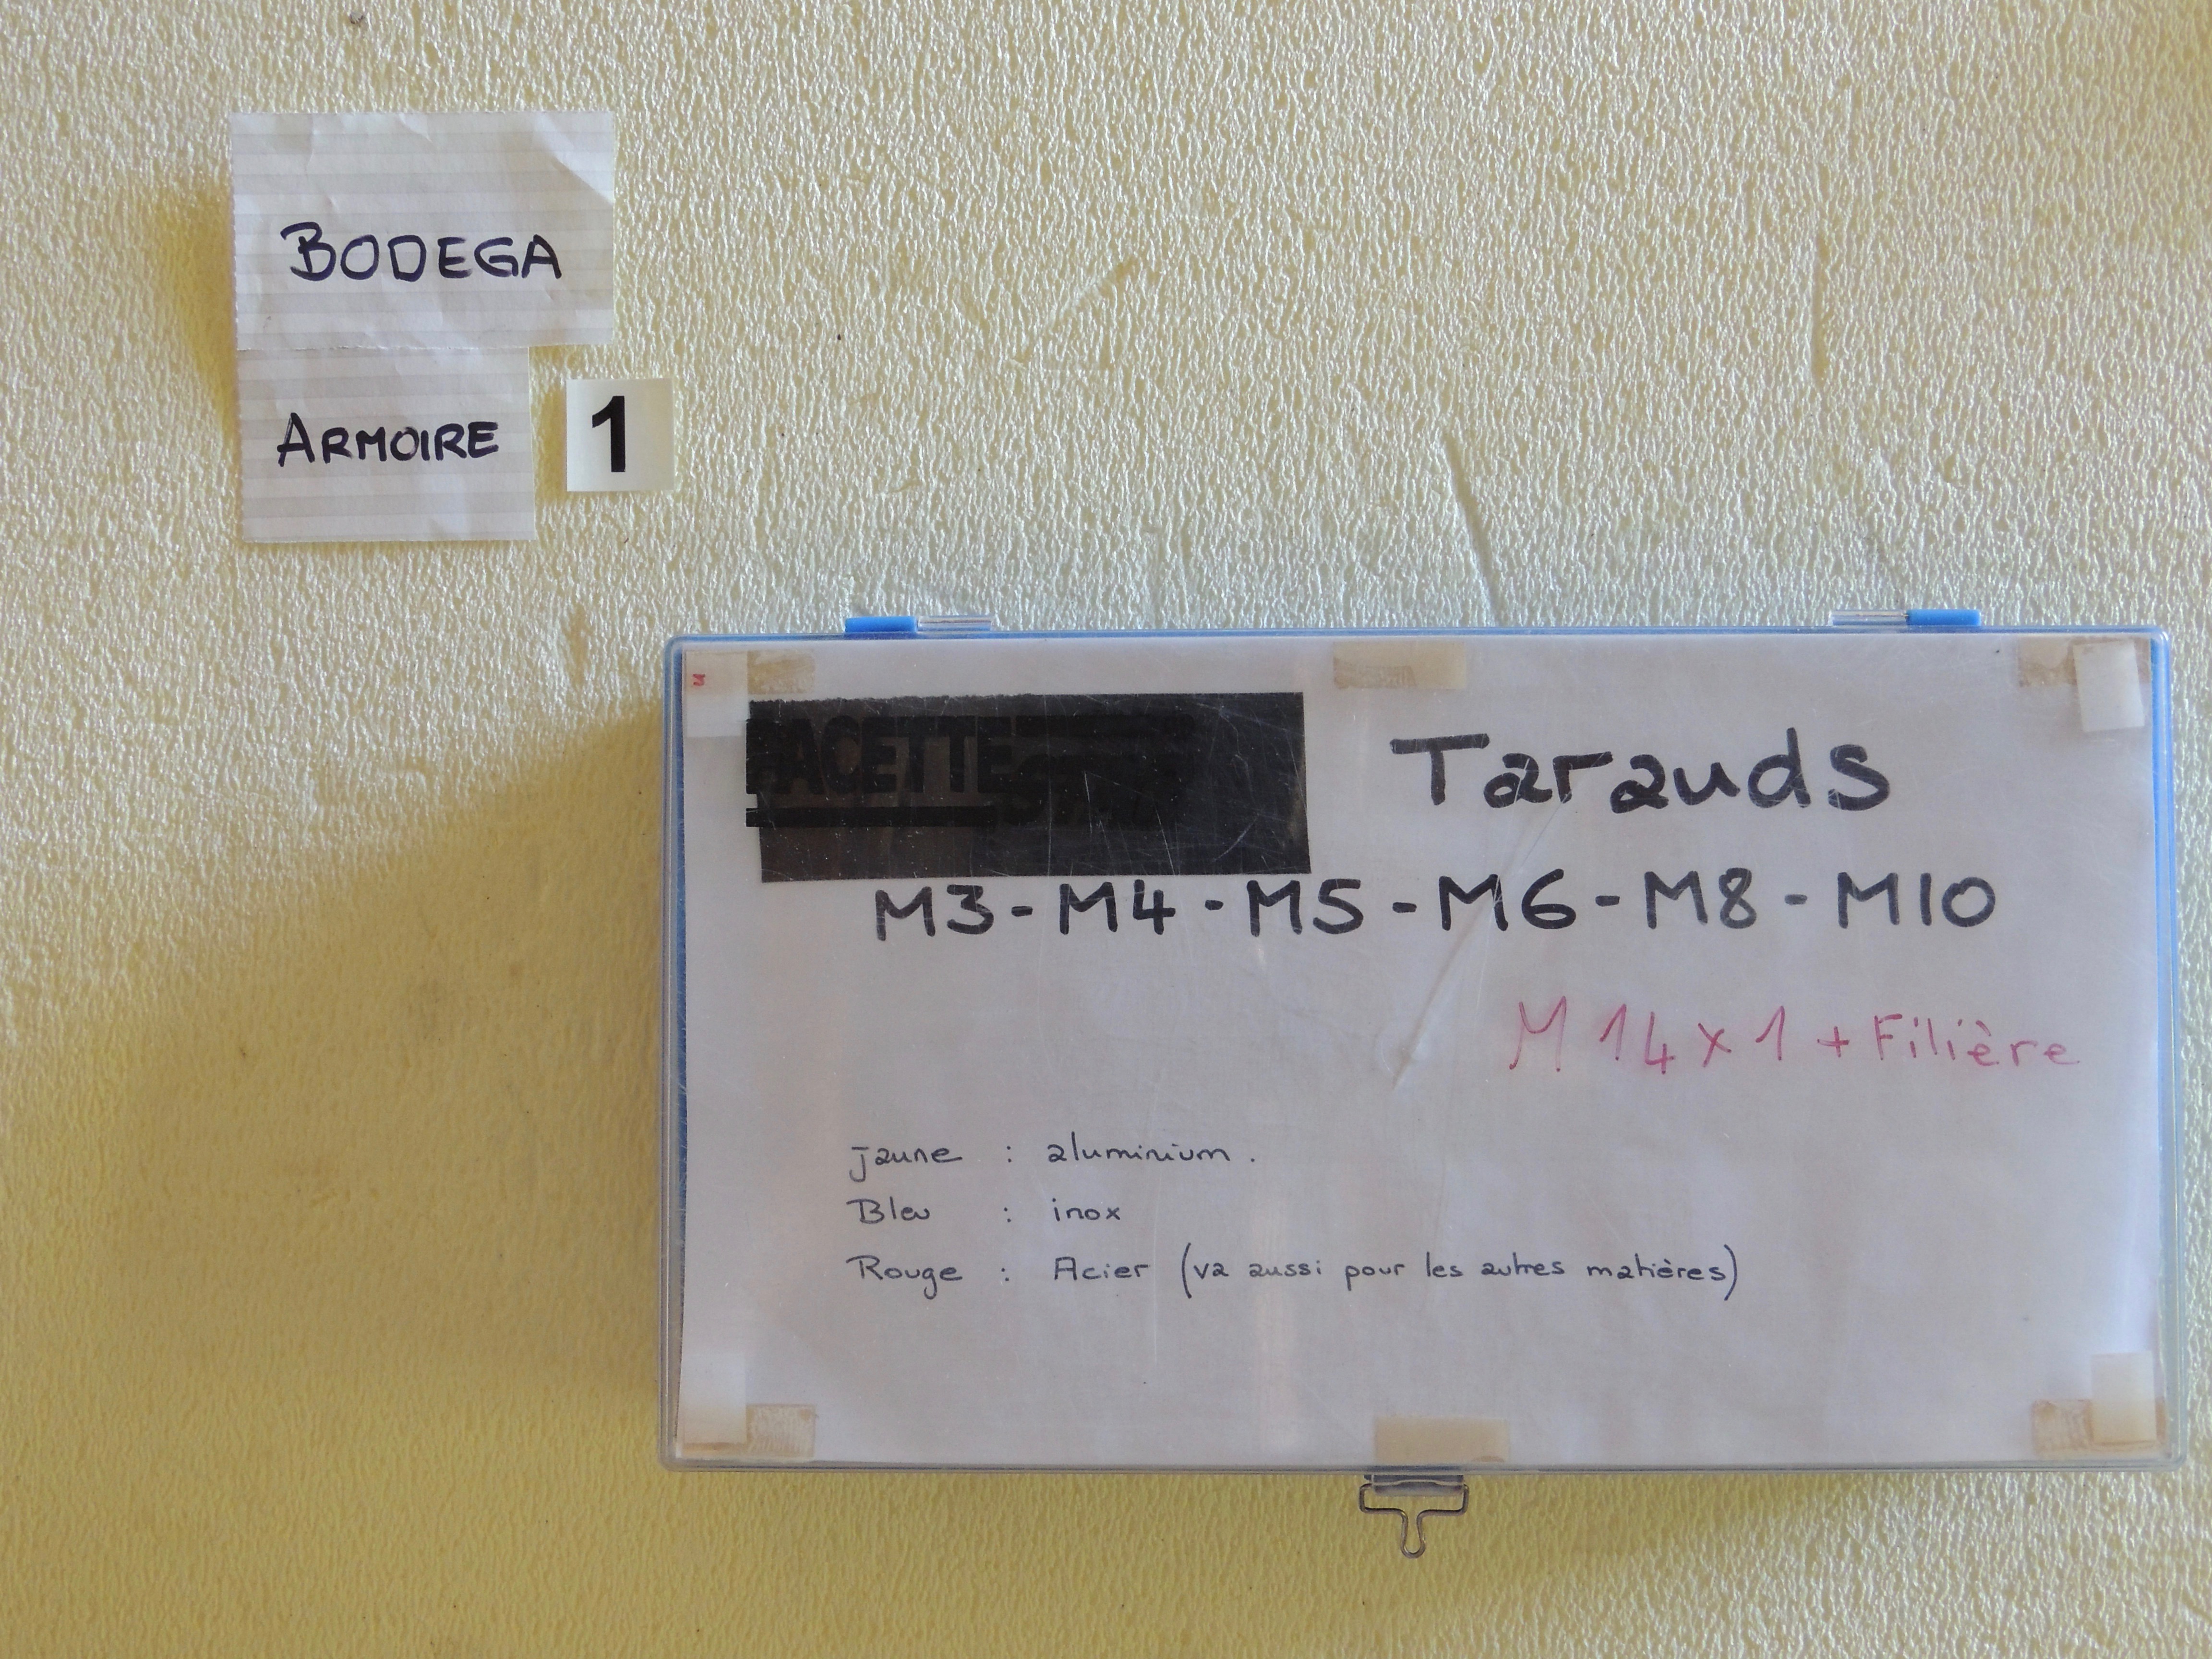 BODEGA
ARMOIRE 1
Tarauds
M3 - M4 - M5 - M6 - M8 - M10
M 14 x 1 + Filière
jaune : aluminium.
Bleu : inox
Rouge : Acier (va aussi pour les autres matières)